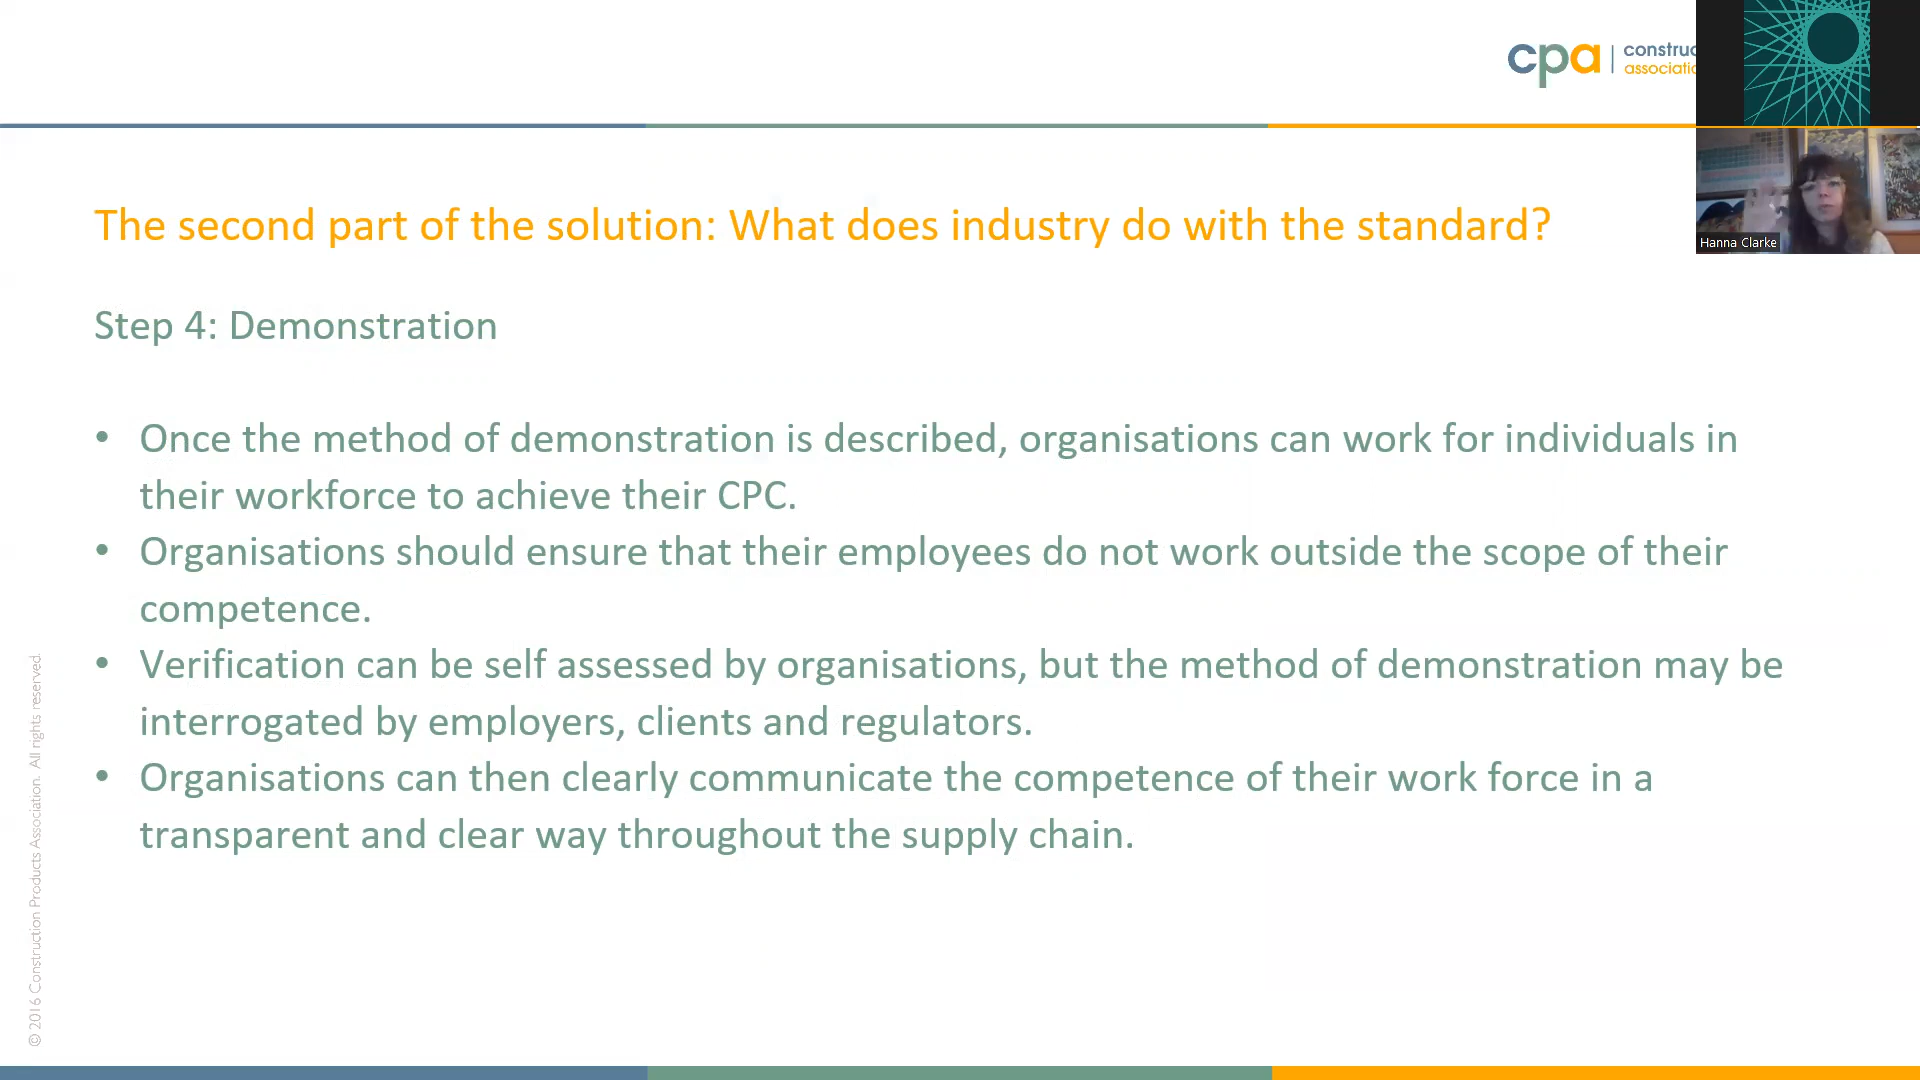 cpa
construc
associatio
Hanna Clarke
The second part of the solution: What does industry do with the standard?
Step 4: Demonstration
• Once the method of demonstration is described, organisations can work for individuals in
their workforce to achieve their CPC.
• Organisations should ensure that their employees do not work outside the scope of their
competence.
• Verification can be self assessed by organisations, but the method of demonstration may be
interrogated by employers, clients and regulators.
• Organisations can then clearly communicate the competence of their work force in a
transparent and clear way throughout the supply chain.
© 2016 Construction Products Association. All rights reserved.